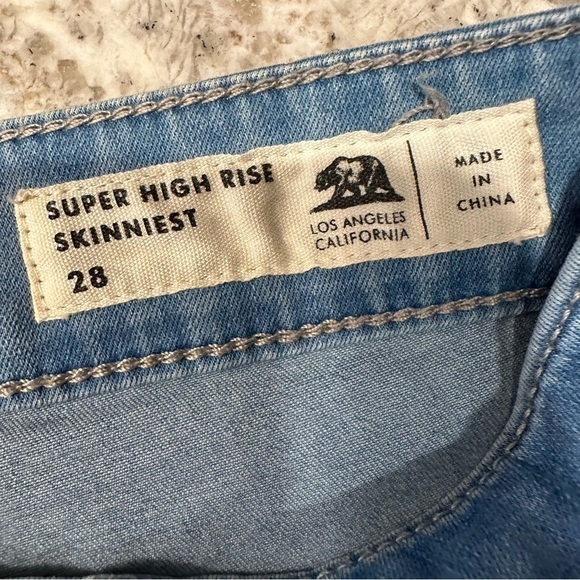 SUPER HIGH RISE
SKINNIEST
28
LOS ANGELES
CALIFORNIA
MADE
IN
CHINA